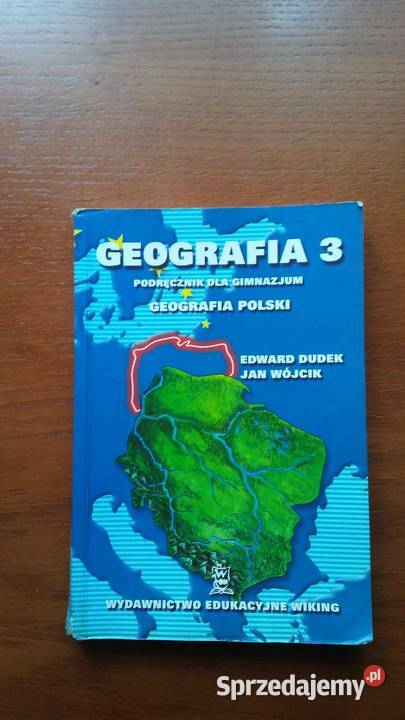 GEOGRAFIA 3
PODRĘCZNIK DLA GIMNAZJUM
GEOGRAFIA POLSKI
EDWARD DUDEK
JAN WÓJCIK
W
WYDAWNICTWO EDUKACYJNE WIKING
Sprzedajemy.pl